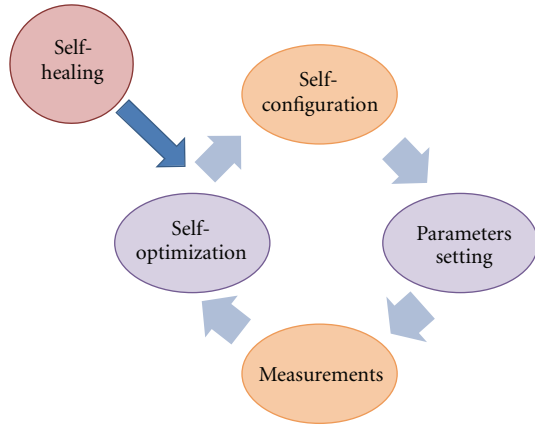 Self-
healing
Self-
configuration
Self-
optimization
Parameters
setting
Measurements